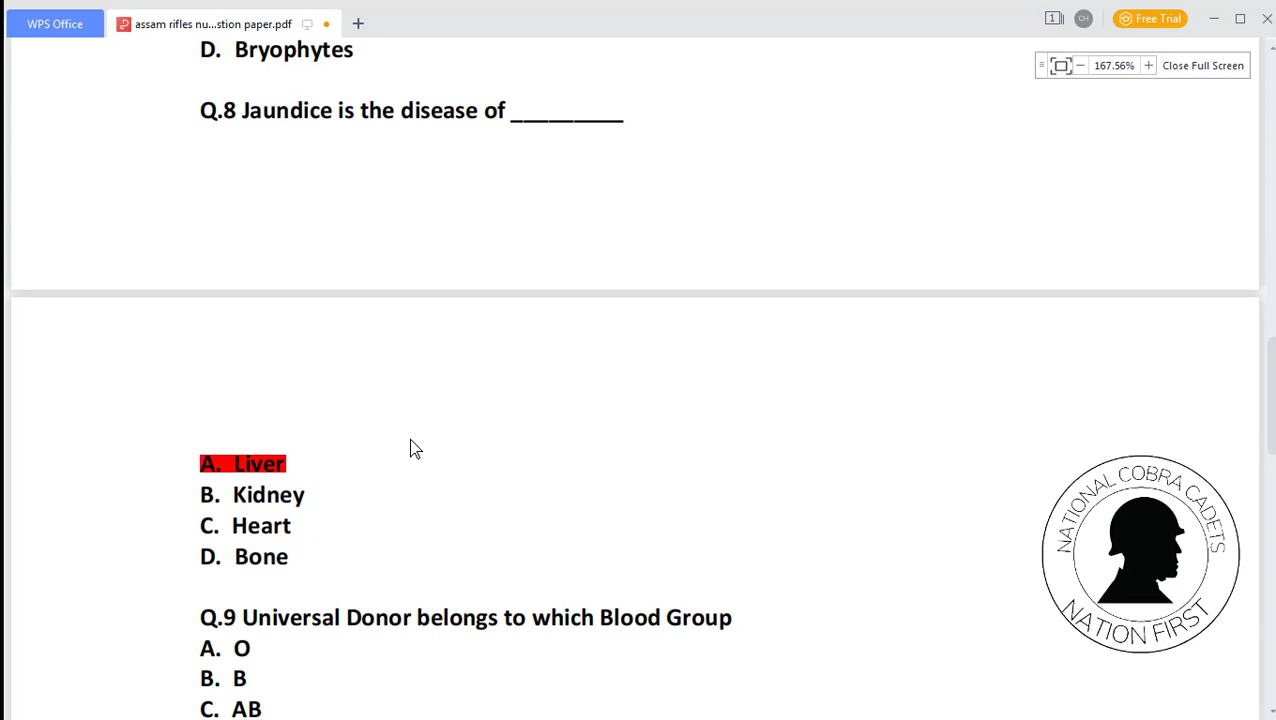 WPS Office
assam rifles nu...stion paper.pdf
1
CH
Free Trial
D. Bryophytes
167.56%
Close Full Screen
Q.8 Jaundice is the disease of __________
A. Liver
B. Kidney
C. Heart
D. Bone
NATIONAL COBRA CADETS
NATION FIRST
Q.9 Universal Donor belongs to which Blood Group
A. O
B. B
C. AB